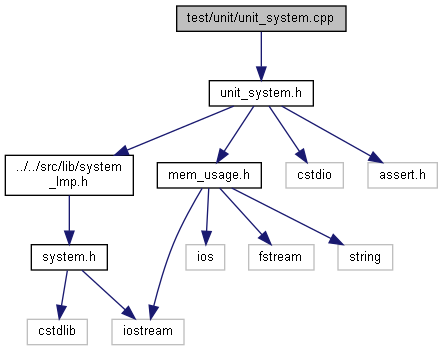 test/unit/unit_system.cpp
unit_system.h
../../src/lib/system
_Imp.h
mem_usage.h
cstdio
assert.h
system.h
ios
fstream
string
cstdlib
iostream